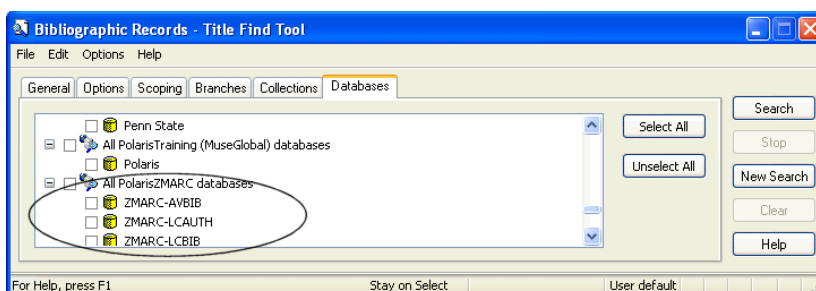 Bibliographic Records - Title Find Tool
File Edit Options Help
General Options Scoping Branches Collections Databases
Penn State
All PolarisTraining (MuseGlobal) databases
Polaris
All PolarisZMARC databases
ZMARC-AVBIB
ZMARC-LCAUTH
ZMARC-LCBIB
Select All
Unselect All
Search
Stop
New Search
Clear
Help
For Help, press F1 Stay on Select User default